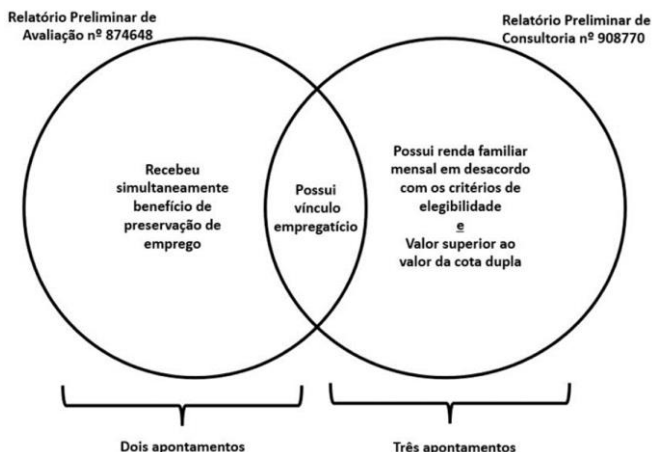 Relatório Preliminar de
Avaliação nº 874648
Relatório Preliminar de
Consultoria nº 908770
Recebeu
simultaneamente
benefício de
preservação de
emprego
Possui
vínculo
empregatício
Possui renda familiar
mensal em desacordo
com os critérios de
elegibilidade
e
Valor superior ao
valor da cota dupla
Dois apontamentos
Três apontamentos